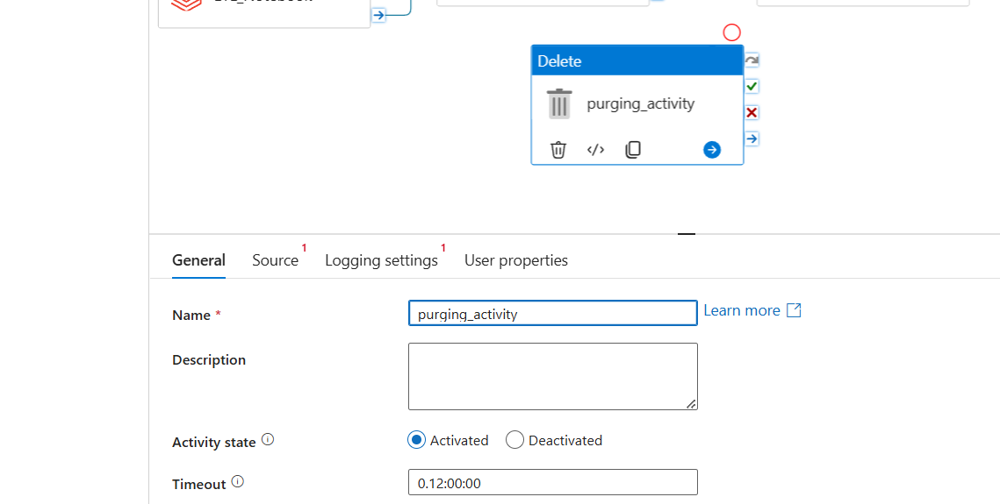 Delete
purging_activity
General
Source 1
Logging settings 1
User properties
Name *
purging_activity
Learn more
Description
Activity state
Activated
Deactivated
Timeout
0.12:00:00